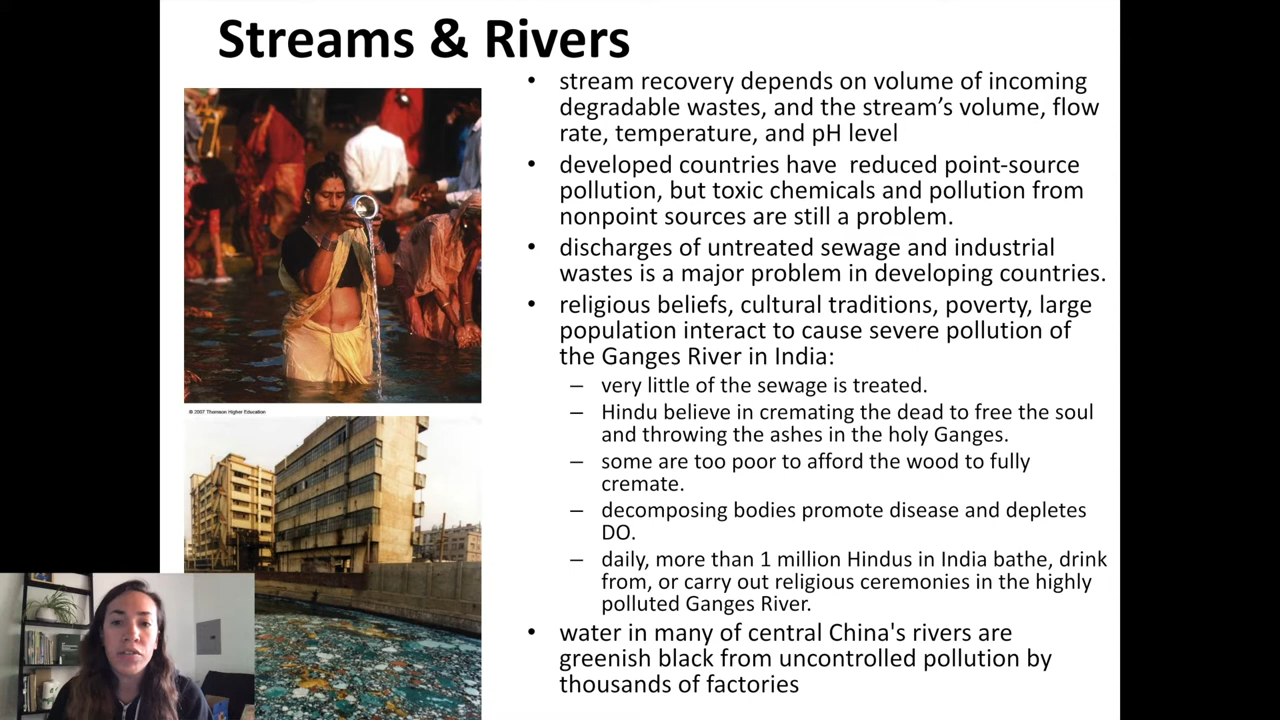 Streams & Rivers
• stream recovery depends on volume of incoming
degradable wastes, and the stream’s volume, flow
rate, temperature, and pH level
• developed countries have reduced point-source
pollution, but toxic chemicals and pollution from
nonpoint sources are still a problem.
• discharges of untreated sewage and industrial
wastes is a major problem in developing countries.
• religious beliefs, cultural traditions, poverty, large
population interact to cause severe pollution of
the Ganges River in India:
– very little of the sewage is treated.
– Hindu believe in cremating the dead to free the soul
and throwing the ashes in the holy Ganges.
– some are too poor to afford the wood to fully
cremate.
– decomposing bodies promote disease and depletes
DO.
– daily, more than 1 million Hindus in India bathe, drink
from, or carry out religious ceremonies in the highly
polluted Ganges River.
• water in many of central China's rivers are
greenish black from uncontrolled pollution by
thousands of factories
© 2007 Thomson Higher Education